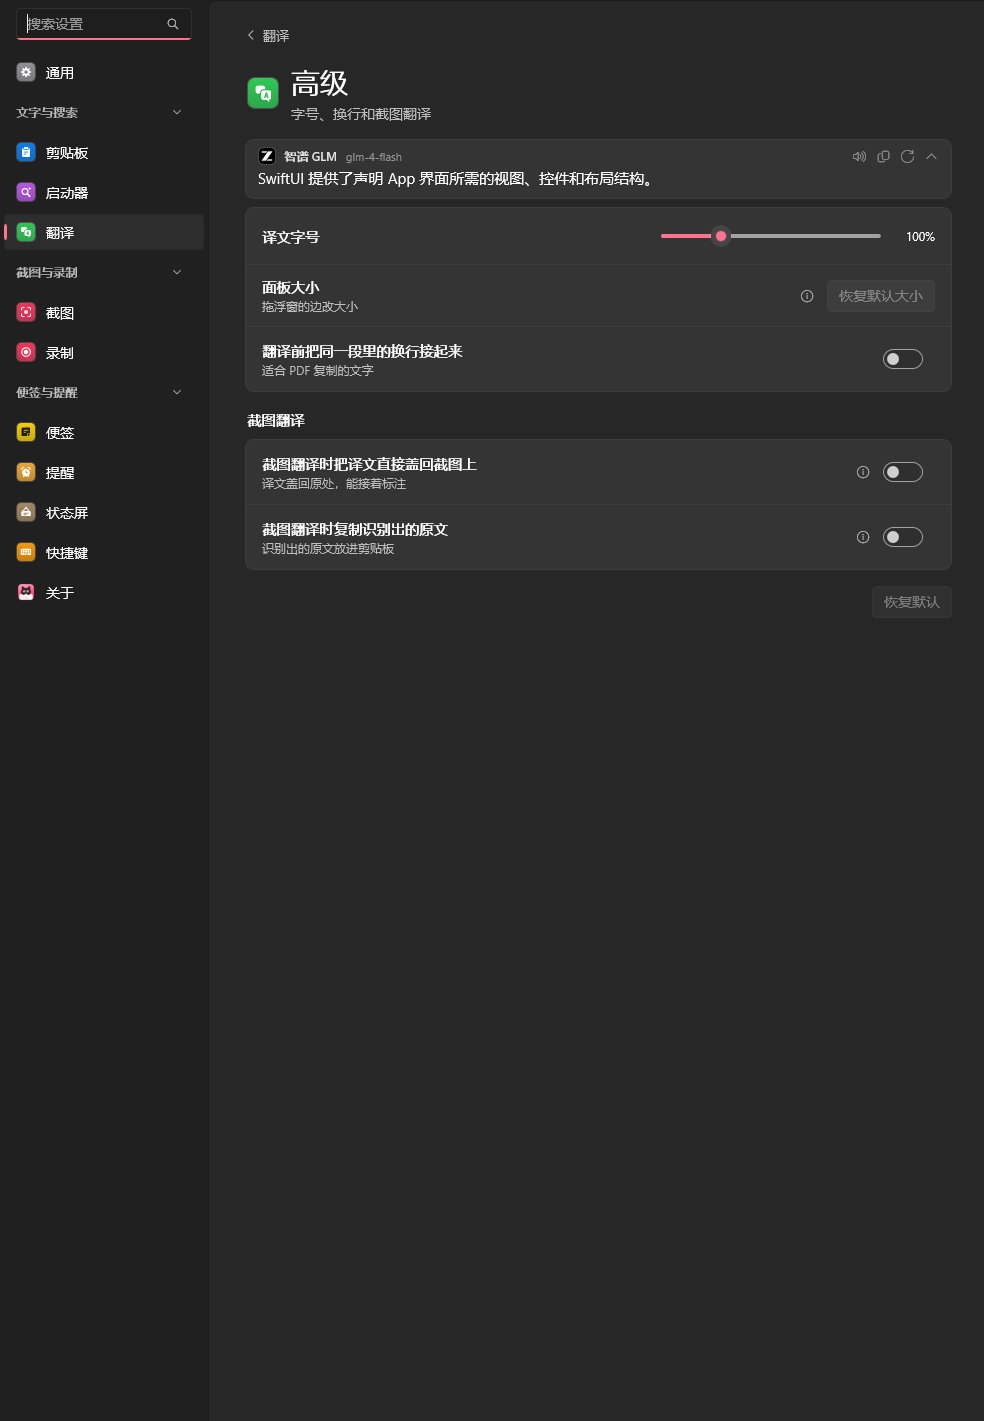 搜索设置
通用
文字与搜索
剪贴板
启动器
翻译
截图与录制
截图
录制
便签与提醒
便签
提醒
状态屏
快捷键
关于
翻译
高级
字号、换行和截图翻译
智谱 GLM glm-4-flash
SwiftUI 提供了声明 App 界面所需的视图、控件和布局结构。
译文字号 100%
面板大小
拖浮窗的边改大小
恢复默认大小
翻译前把同一段里的换行接起来
适合 PDF 复制的文字
截图翻译
截图翻译时把译文直接盖回截图上
译文盖回原处，能接着标注
截图翻译时复制识别出的原文
识别出的原文放进剪贴板
恢复默认